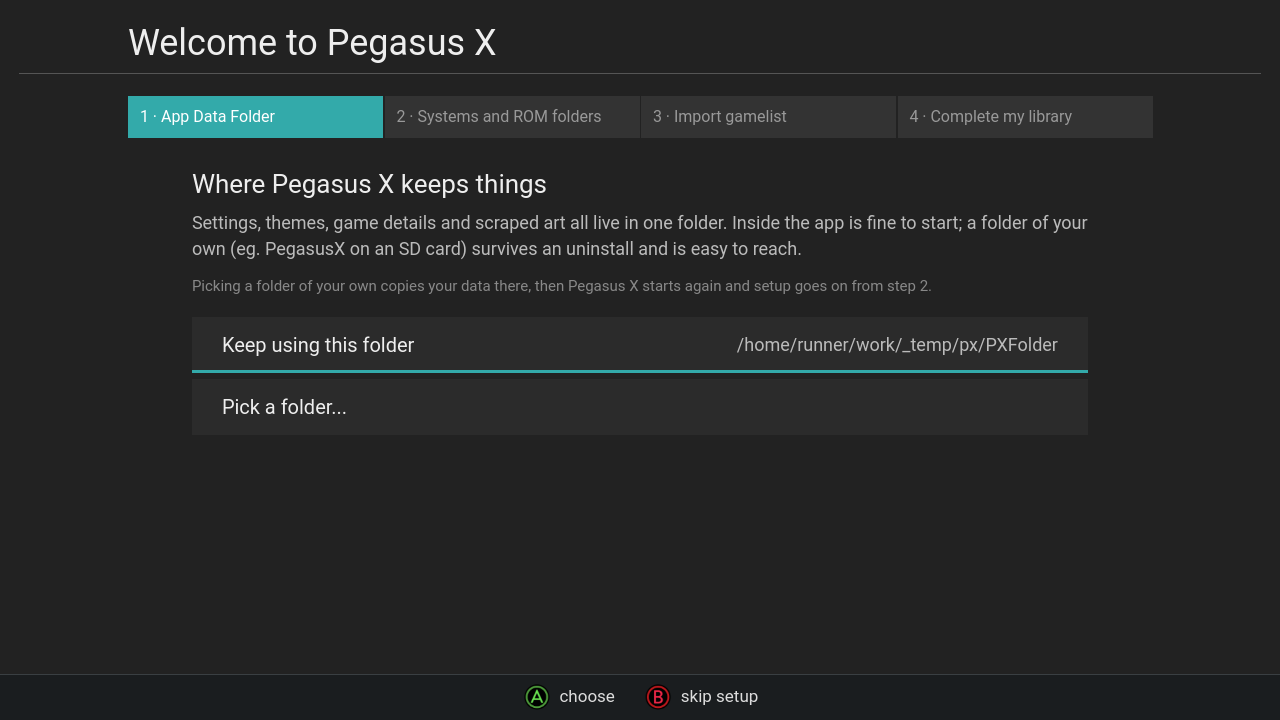 Welcome to Pegasus X
1 · App Data Folder
2 · Systems and ROM folders
3 · Import gamelist
4 · Complete my library
Where Pegasus X keeps things
Settings, themes, game details and scraped art all live in one folder. Inside the app is fine to start; a folder of your
own (eg. PegasusX on an SD card) survives an uninstall and is easy to reach.
Picking a folder of your own copies your data there, then Pegasus X starts again and setup goes on from step 2.
Keep using this folder
/home/runner/work/_temp/px/PXFolder
Pick a folder...
A choose
B skip setup